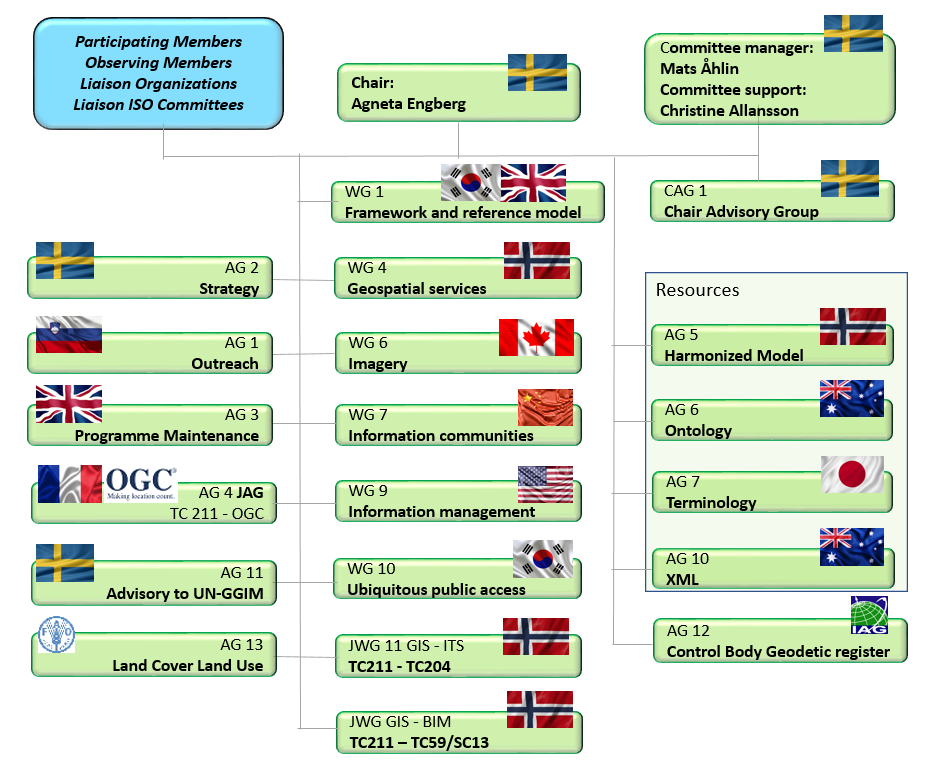 Participating Members
Observing Members
Liaison Organizations
Liaison ISO Committees
Chair:
Agneta Engberg
Committee manager:
Mats Åhlin
Committee support:
Christine Allansson
WG 1
Framework and reference model
CAG 1
Chair Advisory Group
AG 2
Strategy
WG 4
Geospatial services
Resources
AG 1
Outreach
WG 6
Imagery
AG 5
Harmonized Model
AG 3
Programme Maintenance
WG 7
Information communities
AG 6
Ontology
OGC®
Making location count.
AG 4 JAG
TC 211 - OGC
WG 9
Information management
AG 7
Terminology
AG 11
Advisory to UN-GGIM
WG 10
Ubiquitous public access
AG 10
XML
F A O
AG 13
Land Cover Land Use
JWG 11 GIS - ITS
TC211 - TC204
IAG
AG 12
Control Body Geodetic register
JWG GIS - BIM
TC211 – TC59/SC13